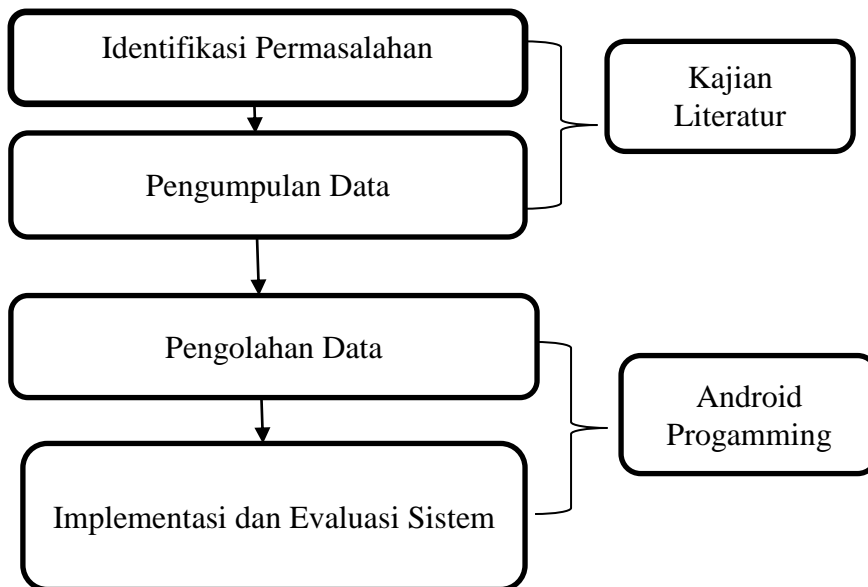 Identifikasi Permasalahan
Kajian
Literatur
Pengumpulan Data
Pengolahan Data
Android
Progamming
Implementasi dan Evaluasi Sistem